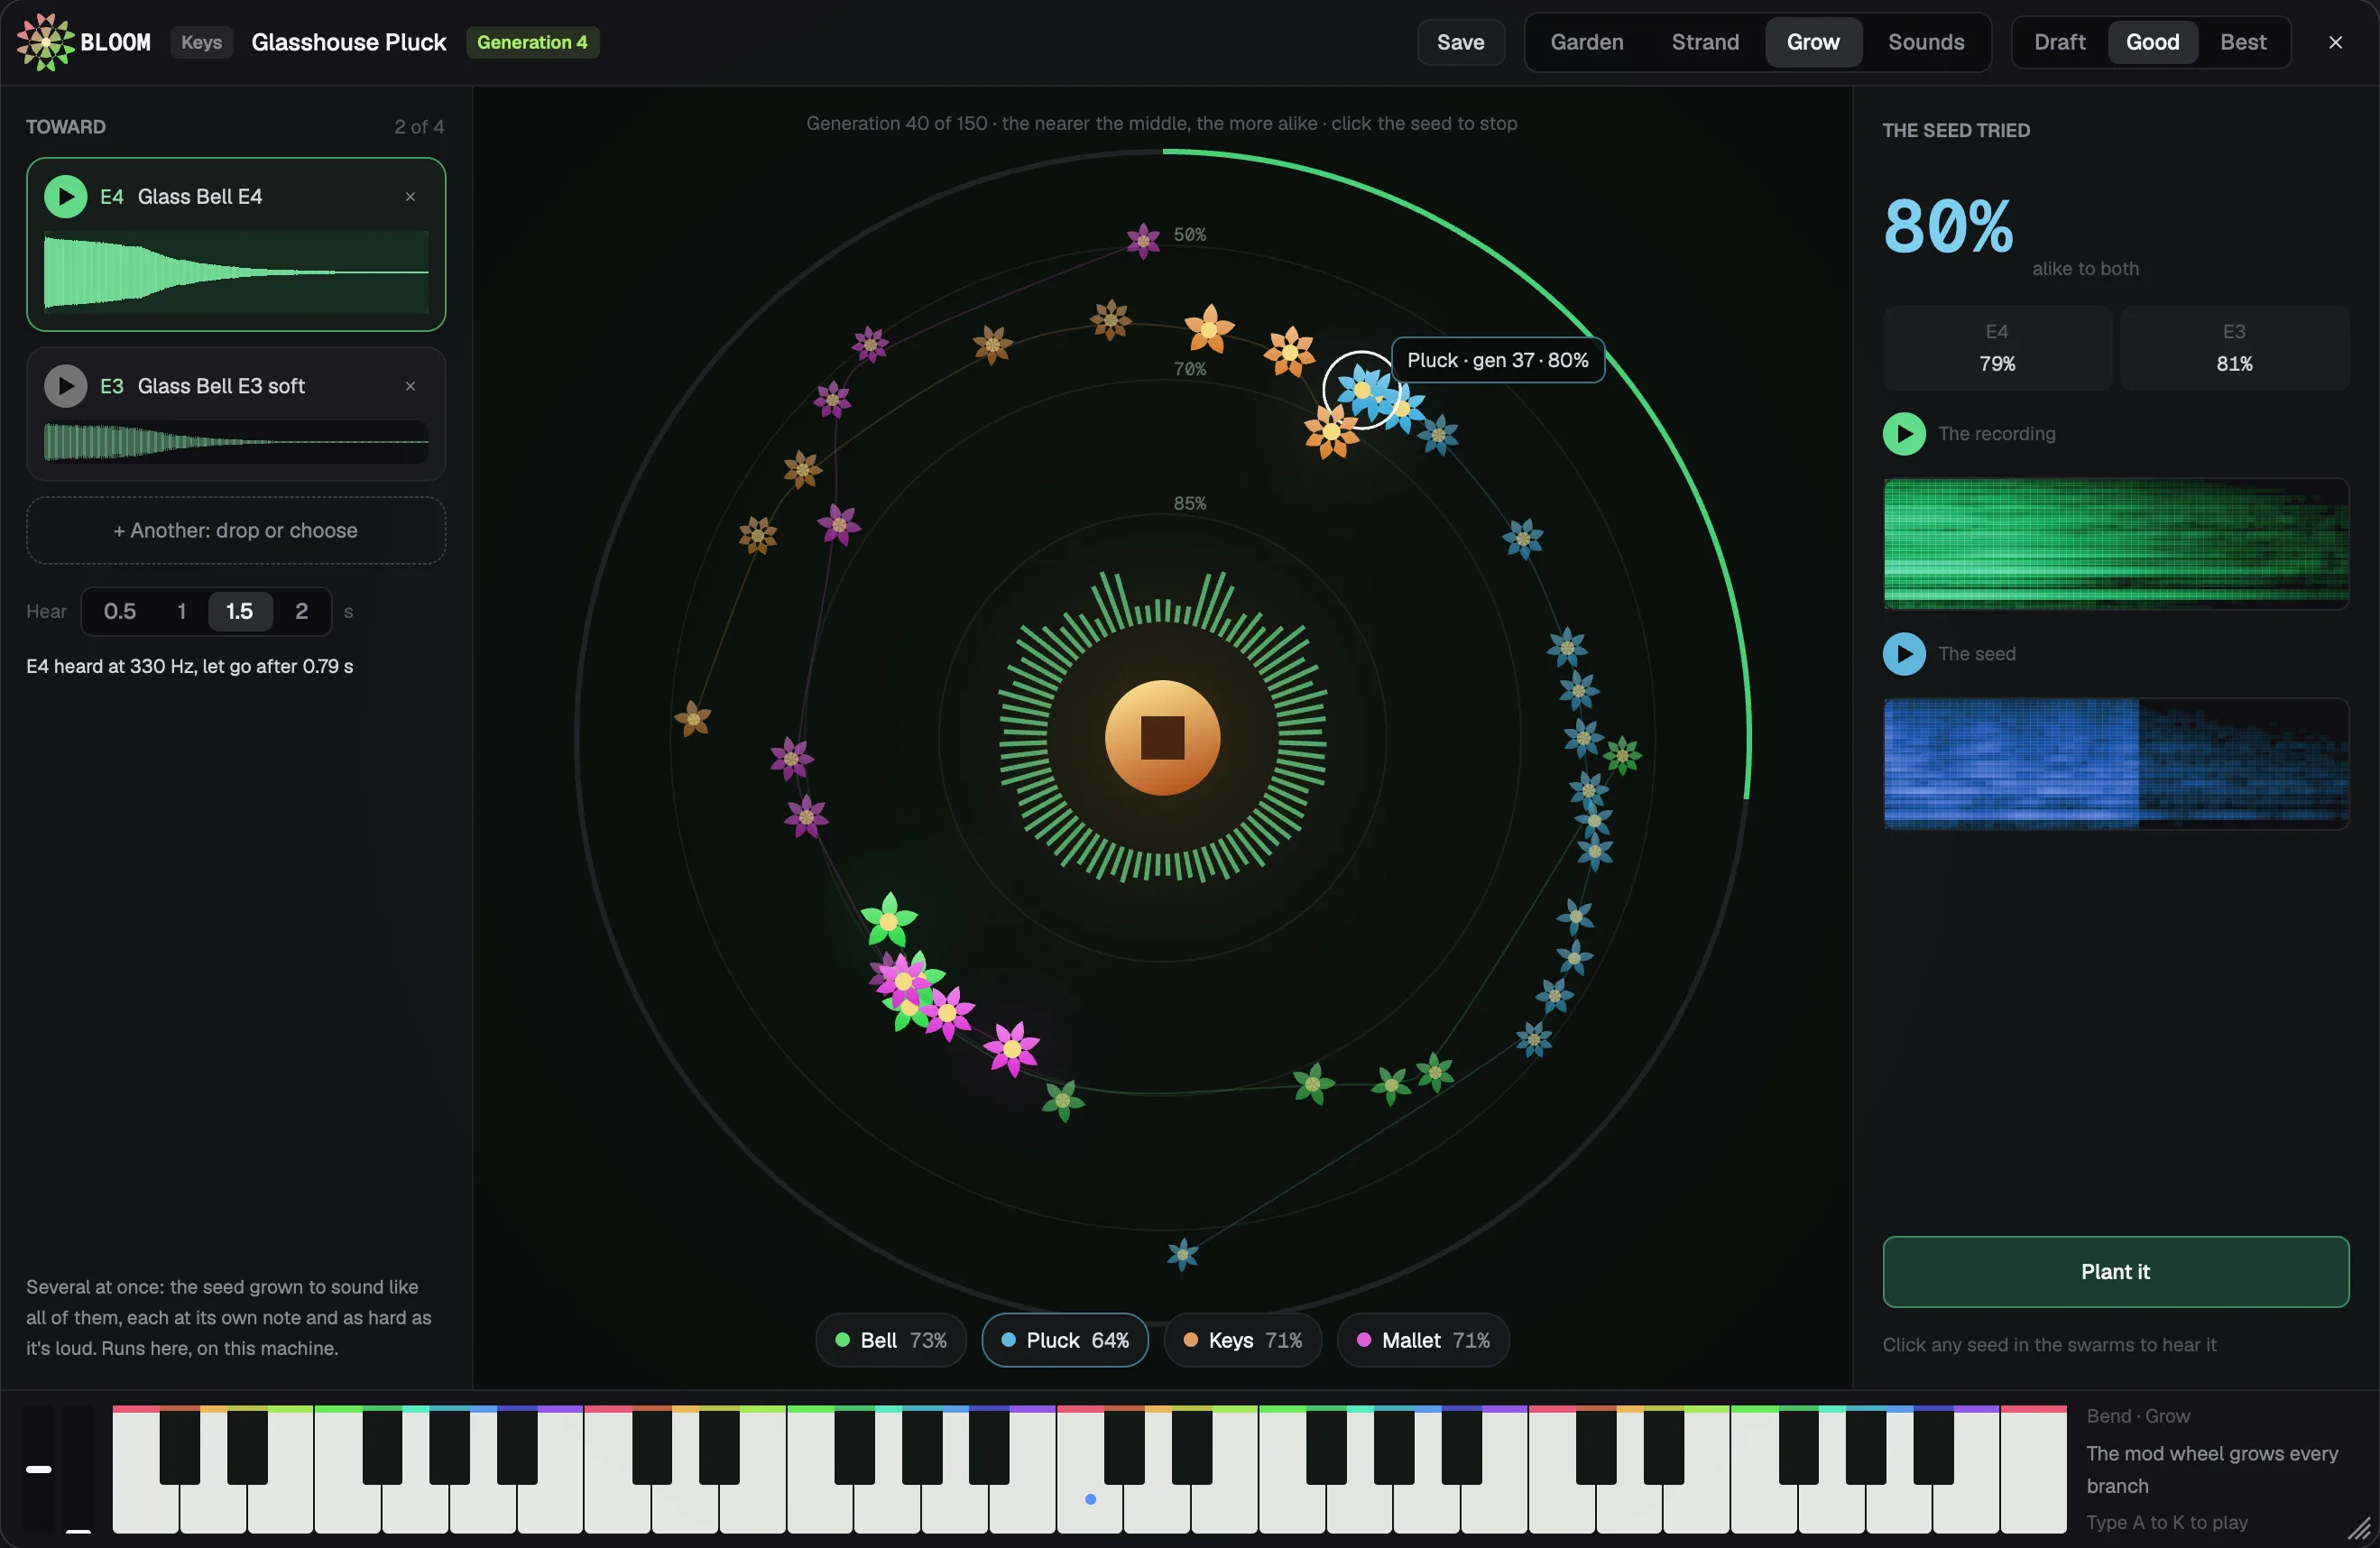 BLOOM Keys Glasshouse Pluck Generation 4 Save Garden Strand Grow Sounds Draft Good Best ×
TOWARD 2 of 4
E4 Glass Bell E4 ×
E3 Glass Bell E3 soft ×
+ Another: drop or choose
Hear 0.5 1 1.5 2 s
E4 heard at 330 Hz, let go after 0.79 s
Several at once: the seed grown to sound like
all of them, each at its own note and as hard as
it's loud. Runs here, on this machine.
Generation 40 of 150 · the nearer the middle, the more alike · click the seed to stop
50%
Pluck · gen 37 · 80%
70%
85%
Bell 73% Pluck 64% Keys 71% Mallet 71%
THE SEED TRIED
80% alike to both
E4 E3
79% 81%
The recording
The seed
Plant it
Click any seed in the swarms to hear it
Bend · Grow
The mod wheel grows every
branch
Type A to K to play